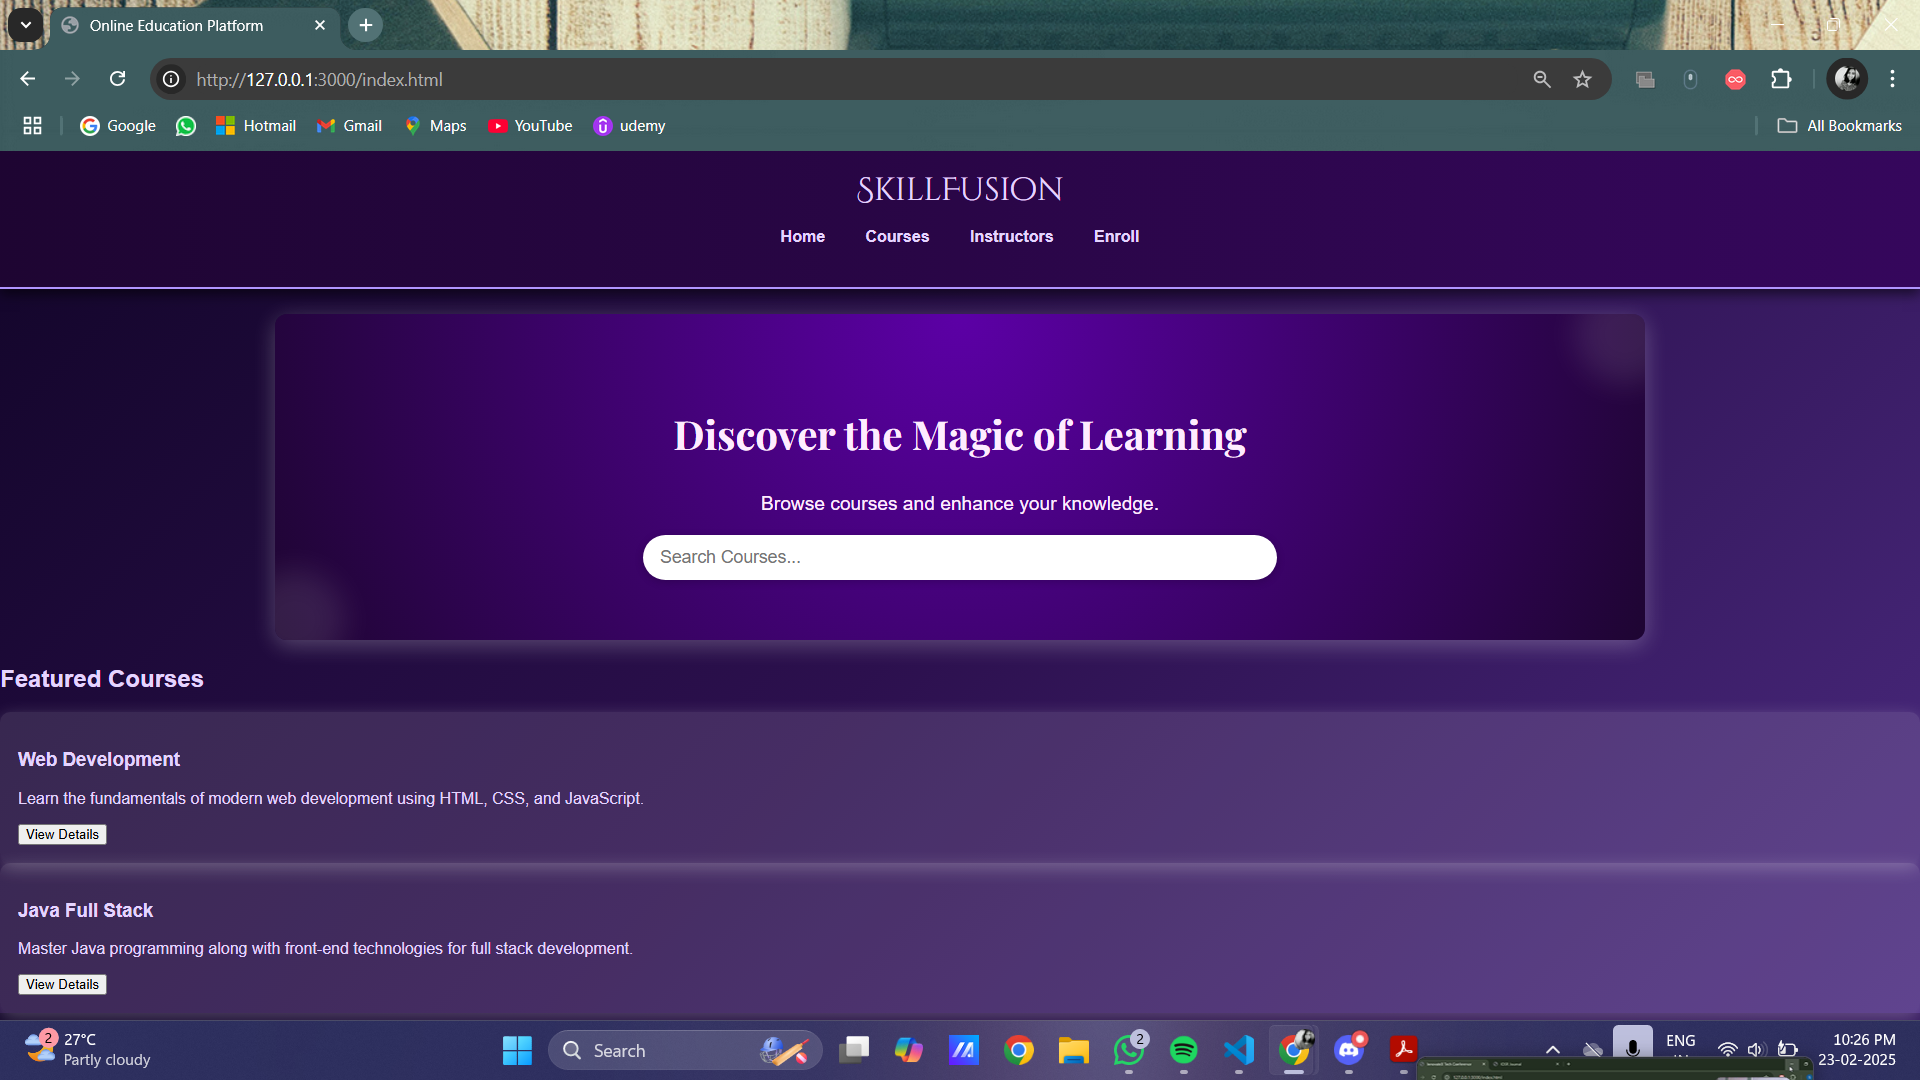 Online Education Platform
http://127.0.0.1:3000/index.html
Google
Hotmail
Gmail
Maps
YouTube
udemy
All Bookmarks
SKILLFUSION
Home
Courses
Instructors
Enroll
Discover the Magic of Learning
Browse courses and enhance your knowledge.
Search Courses...
Featured Courses
Web Development
Learn the fundamentals of modern web development using HTML, CSS, and JavaScript.
View Details
Java Full Stack
Master Java programming along with front-end technologies for full stack development.
View Details
2
27°C
Partly cloudy
Search
2
ENG
10:26 PM
23-02-2025